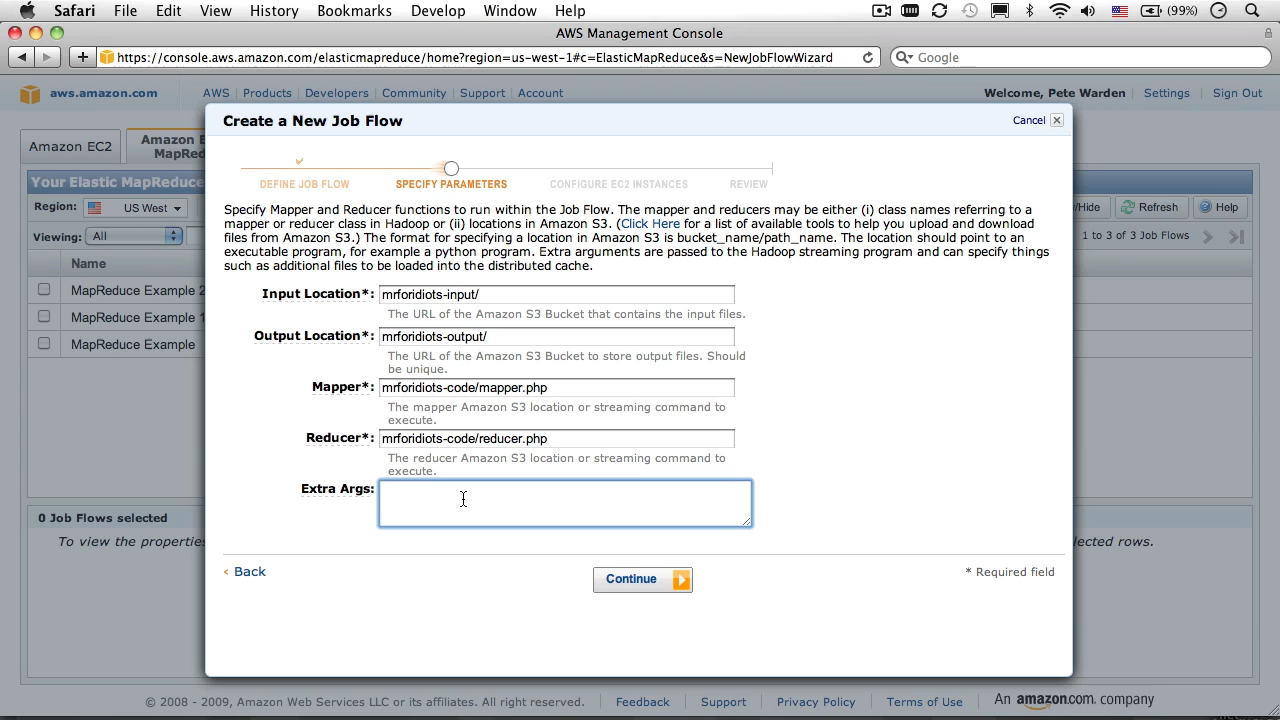 Safari File Edit View History Bookmarks Develop Window Help (99%)
AWS Management Console
https://console.aws.amazon.com/elasticmapreduce/home?region=us-west-1#c=ElasticMapReduce&s=NewJobFlowWizard Google
aws.amazon.com AWS | Products | Developers | Community | Support | Account Welcome, Pete Warden | Settings | Sign Out
Amazon EC2
Amazon E
MapRed
Your Elastic MapReduce
Region: US West
/Hide Refresh Help
Viewing: All
1 to 3 of 3 Job Flows
Name
MapReduce Example 2
MapReduce Example 1
MapReduce Example
0 Job Flows selected
To view the properties
lected rows.
Create a New Job Flow Cancel
DEFINE JOB FLOW SPECIFY PARAMETERS CONFIGURE EC2 INSTANCES REVIEW
Specify Mapper and Reducer functions to run within the Job Flow. The mapper and reducers may be either (i) class names referring to a
mapper or reducer class in Hadoop or (ii) locations in Amazon S3. (Click Here for a list of available tools to help you upload and download
files from Amazon S3.) The format for specifying a location in Amazon S3 is bucket_name/path_name. The location should point to an
executable program, for example a python program. Extra arguments are passed to the Hadoop streaming program and can specify things
such as additional files to be loaded into the distributed cache.
Input Location*: mrforidiots-input/
The URL of the Amazon S3 Bucket that contains the input files.
Output Location*: mrforidiots-output/
The URL of the Amazon S3 Bucket to store output files. Should
be unique.
Mapper*: mrforidiots-code/mapper.php
The mapper Amazon S3 location or streaming command to
execute.
Reducer*: mrforidiots-code/reducer.php
The reducer Amazon S3 location or streaming command to
execute.
Extra Args:
‹ Back Continue * Required field
© 2008 - 2009, Amazon Web Services LLC or its affiliates. All right reserved. | Feedback | Support | Privacy Policy | Terms of Use An amazon.com. company